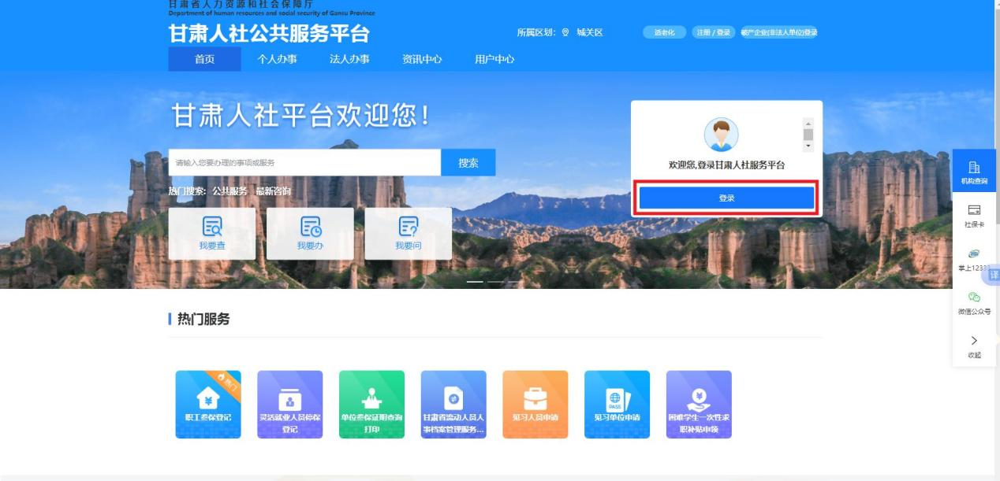 甘肃省人力资源和社会保障厅
Department of human resources and social security of Gansu Province
甘肃人社公共服务平台
所属区划: 城关区
适老化
注册 / 登录
破产企业(非法人单位)登录
首页
个人办事
法人办事
资讯中心
用户中心
甘肃人社平台欢迎您!
请输入您要办理的事项或服务
搜索
热门搜索: 公共服务 最新咨询
我要查
我要办
我要问
欢迎您,登录甘肃人社服务平台
登录
机构查询
社保卡
掌上12333
译
微信公众号
收起
热门服务
热门
职工参保登记
灵活就业人员停保
登记
单位参保证明查询
打印
甘肃省流动人员人
事档案管理服务...
见习人员申请
PASS
见习单位申请
困难学生一次性求
职补贴申领